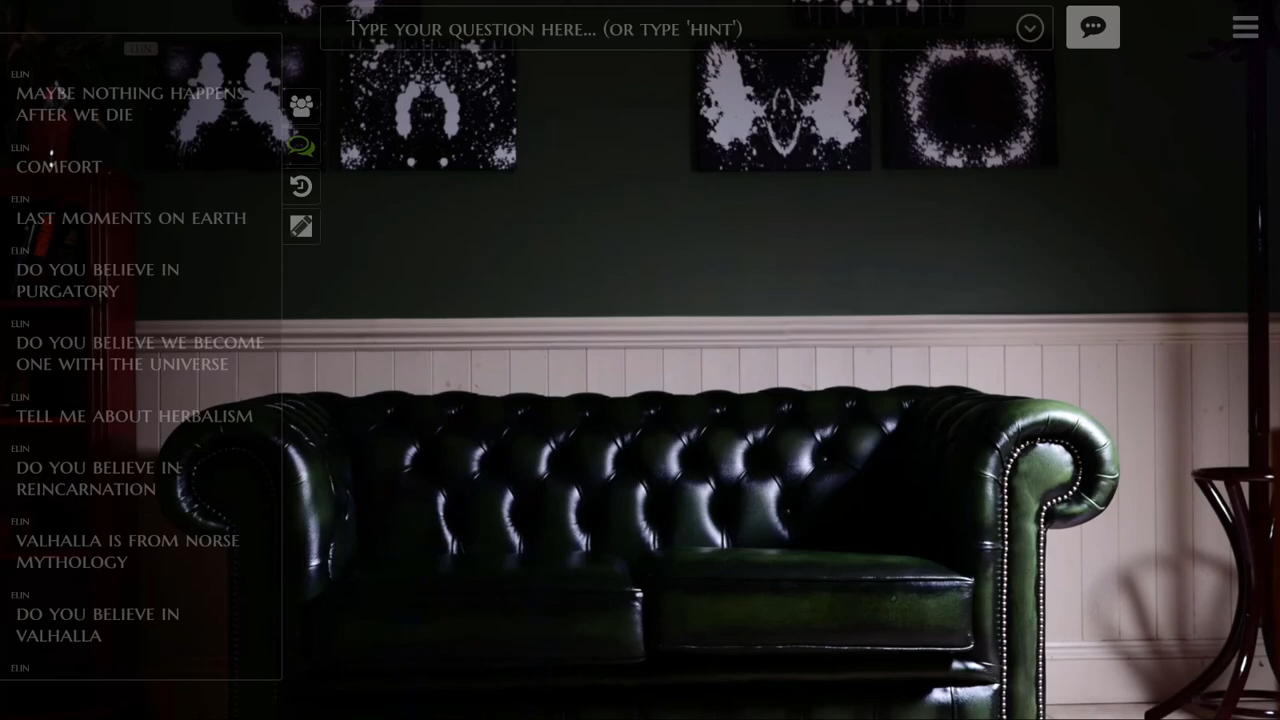 Type your question here... (or type 'hint')
ELIN
ELIN
MAYBE NOTHING HAPPENS
AFTER WE DIE
ELIN
COMFORT
ELIN
LAST MOMENTS ON EARTH
ELIN
DO YOU BELIEVE IN
PURGATORY
ELIN
DO YOU BELIEVE WE BECOME
ONE WITH THE UNIVERSE
ELIN
TELL ME ABOUT HERBALISM
ELIN
DO YOU BELIEVE IN
REINCARNATION
ELIN
VALHALLA IS FROM NORSE
MYTHOLOGY
ELIN
DO YOU BELIEVE IN
VALHALLA
ELIN